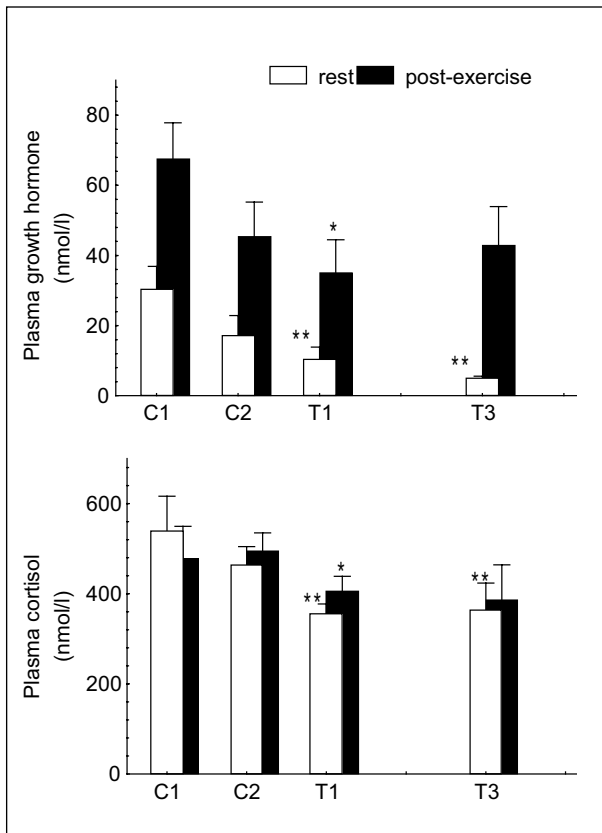 rest post-exercise
Plasma growth hormone
(nmol/l)
80
60
40
20
0
*
**
**
C1 C2 T1 T3
Plasma cortisol
(nmol/l)
600
400
200
0
*
**
**
C1 C2 T1 T3